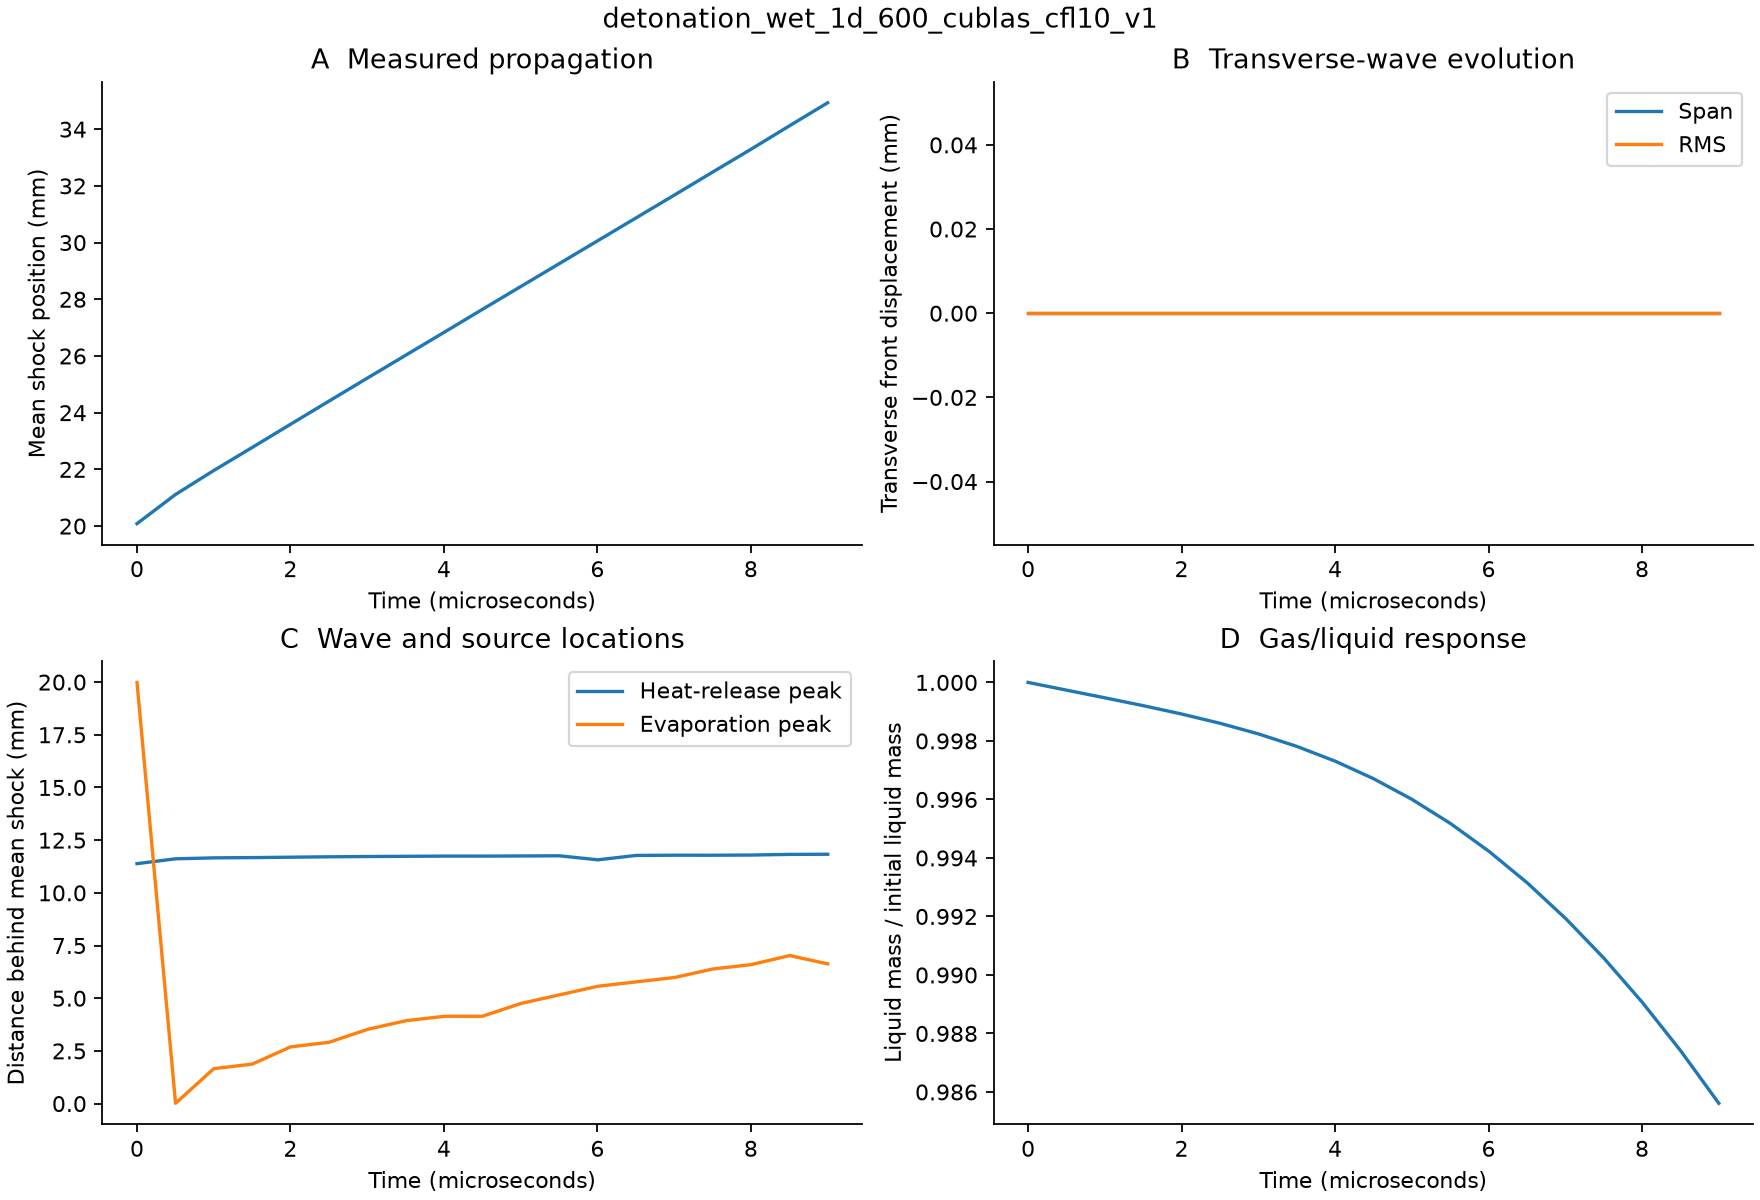 detonation_wet_1d_600_cublas_cfl10_v1
A  Measured propagation
Mean shock position (mm)
34
32
30
28
26
24
22
20
0 2 4 6 8
Time (microseconds)
B  Transverse-wave evolution
Transverse front displacement (mm)
0.04
0.02
0.00
−0.02
−0.04
Span
RMS
0 2 4 6 8
Time (microseconds)
C  Wave and source locations
Distance behind mean shock (mm)
20.0
17.5
15.0
12.5
10.0
7.5
5.0
2.5
0.0
Heat-release peak
Evaporation peak
0 2 4 6 8
Time (microseconds)
D  Gas/liquid response
Liquid mass / initial liquid mass
1.000
0.998
0.996
0.994
0.992
0.990
0.988
0.986
0 2 4 6 8
Time (microseconds)